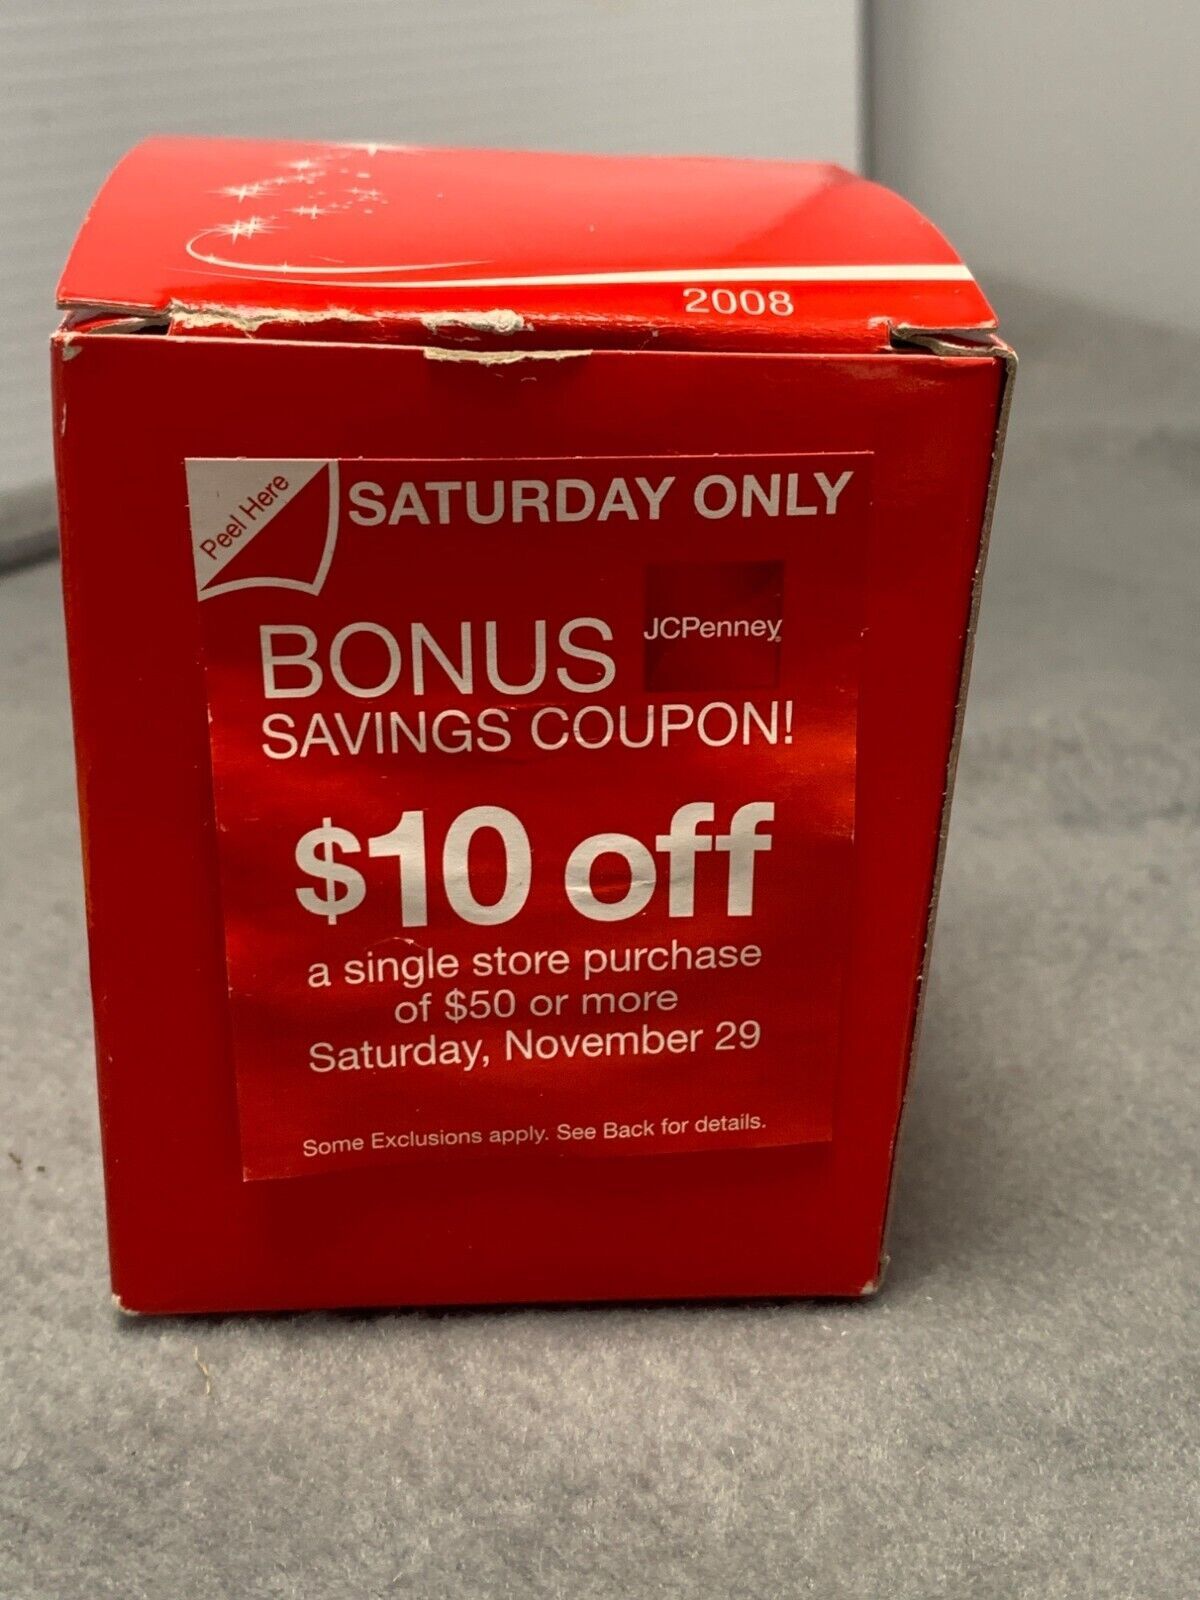 2008
Peel Here
SATURDAY ONLY
JCPenney®
BONUS
SAVINGS COUPON!
$10 off
a single store purchase
of $50 or more
Saturday, November 29
Some Exclusions apply. See Back for details.